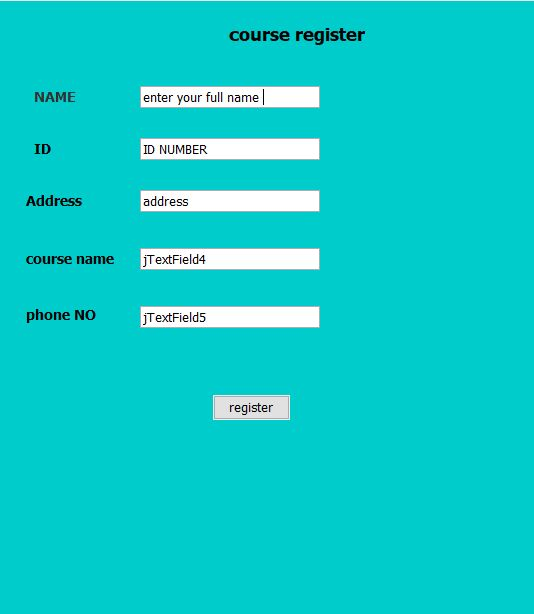 course register
NAME enter your full name
ID ID NUMBER
Address address
course name jTextField4
phone NO jTextField5
register